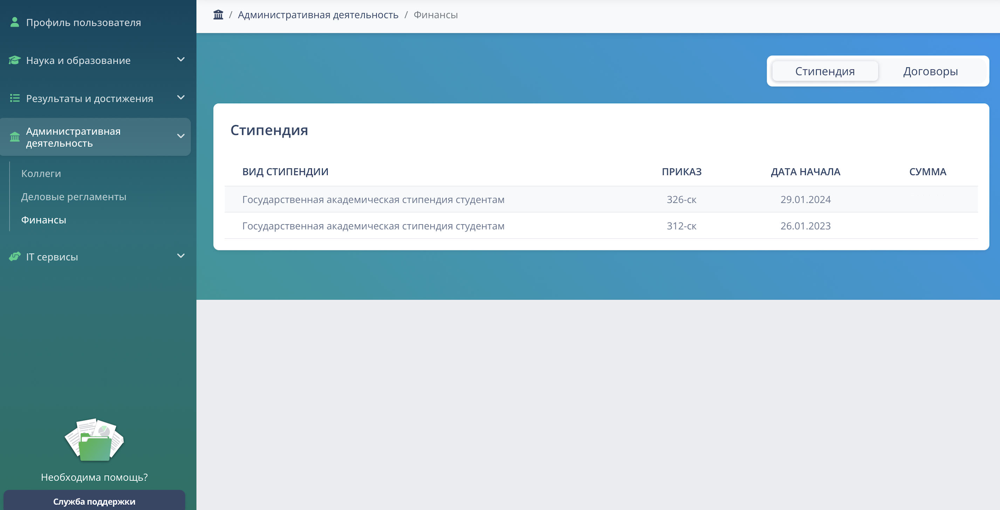 Профиль пользователя
Наука и образование
Результаты и достижения
Административная
деятельность
Коллеги
Деловые регламенты
Финансы
IT сервисы
Необходима помощь?
Служба поддержки
/ Административная деятельность / Финансы
Стипендия Договоры
Стипендия
ВИД СТИПЕНДИИ ПРИКАЗ ДАТА НАЧАЛА СУММА
Государственная академическая стипендия студентам 326-ск 29.01.2024
Государственная академическая стипендия студентам 312-ск 26.01.2023